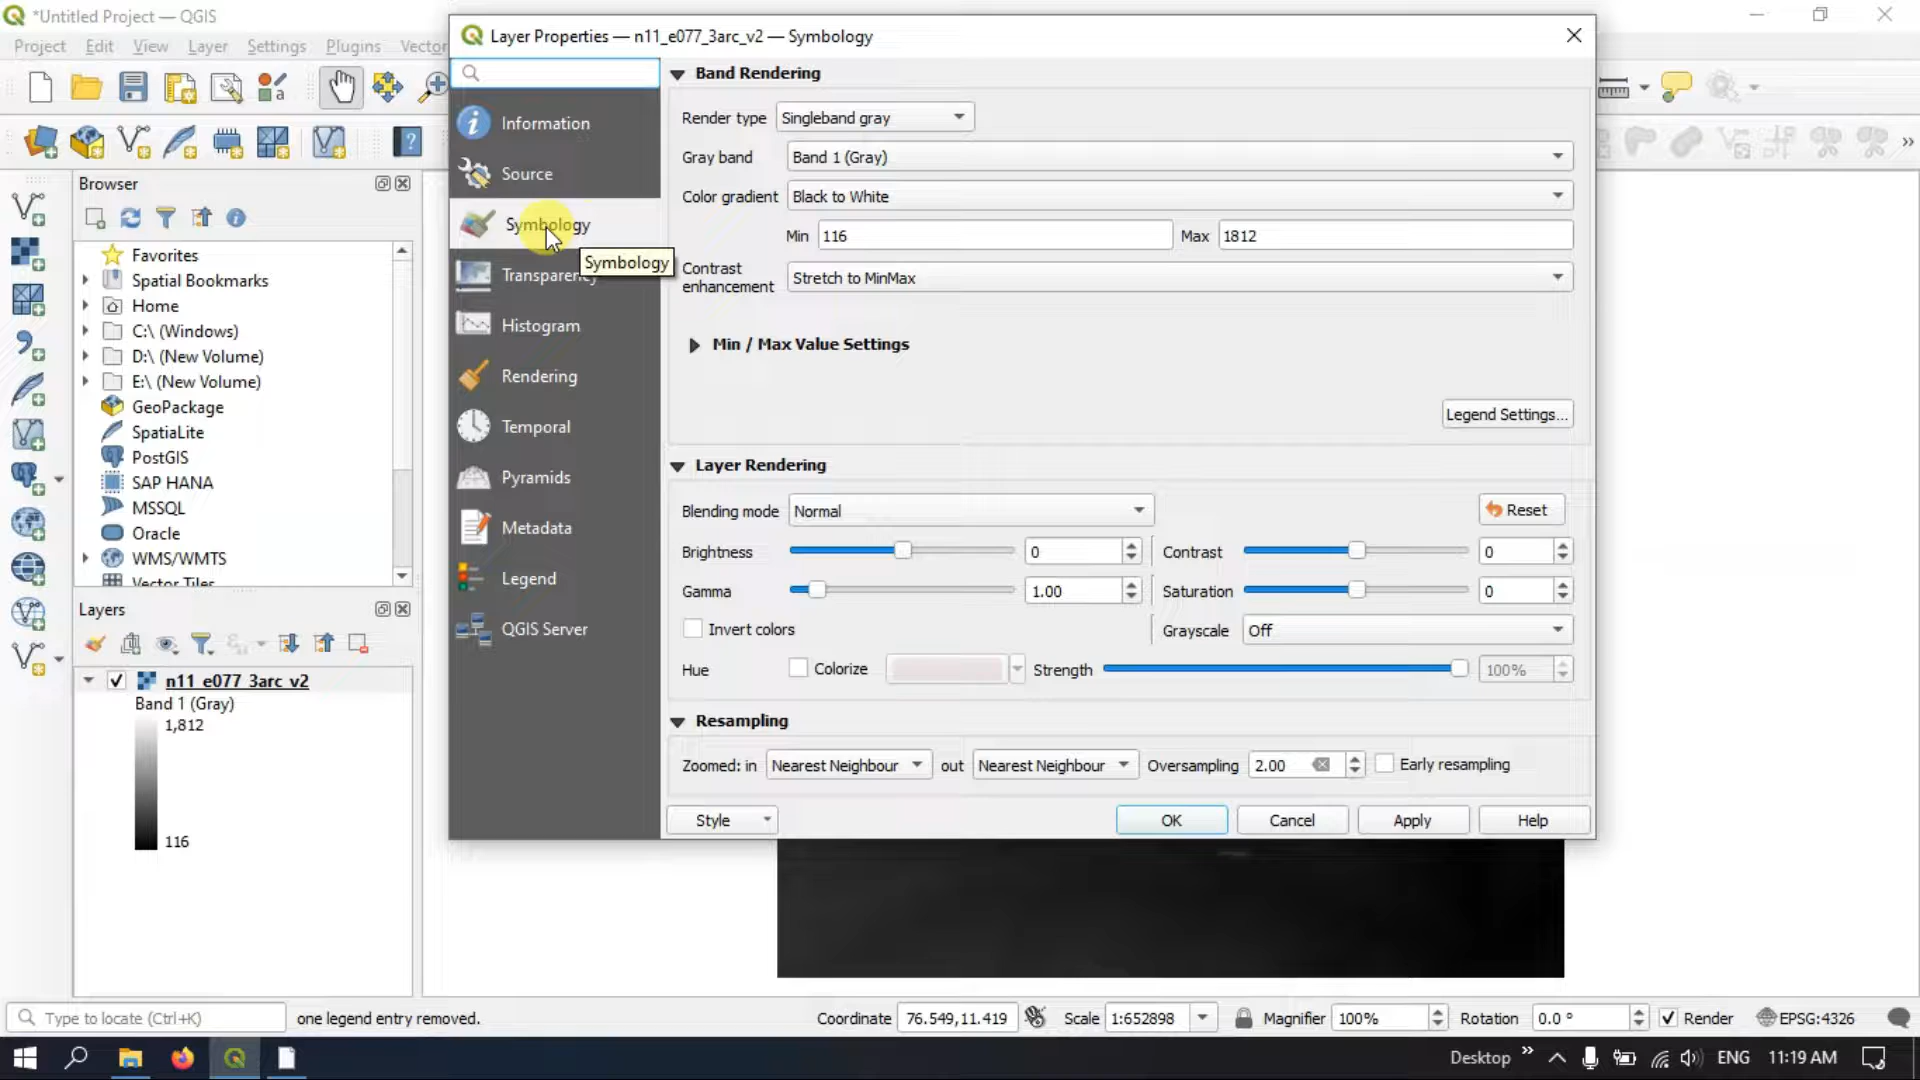 *Untitled Project — QGIS
Project Edit View Layer Settings Plugins Vector
Browser
Favorites
Spatial Bookmarks
Home
C:\ (Windows)
D:\ (New Volume)
E:\ (New Volume)
GeoPackage
SpatiaLite
PostGIS
SAP HANA
MSSQL
Oracle
WMS/WMTS
Vector Tiles
Layers
n11_e077_3arc_v2
Band 1 (Gray)
1,812
116
Layer Properties — n11_e077_3arc_v2 — Symbology
Information
Source
Symbology
Symbology
Transparency
Histogram
Rendering
Temporal
Pyramids
Metadata
Legend
QGIS Server
Band Rendering
Render type Singleband gray
Gray band Band 1 (Gray)
Color gradient Black to White
Min 116 Max 1812
Contrast
enhancement Stretch to MinMax
Min / Max Value Settings
Legend Settings...
Layer Rendering
Blending mode Normal Reset
Brightness 0 Contrast 0
Gamma 1.00 Saturation 0
Invert colors Grayscale Off
Hue Colorize Strength 100%
Resampling
Zoomed: in Nearest Neighbour out Nearest Neighbour Oversampling 2.00 Early resampling
Style OK Cancel Apply Help
Type to locate (Ctrl+K) one legend entry removed. Coordinate 76.549,11.419 Scale 1:652898 Magnifier 100% Rotation 0.0 ° Render EPSG:4326
Desktop ENG 11:19 AM